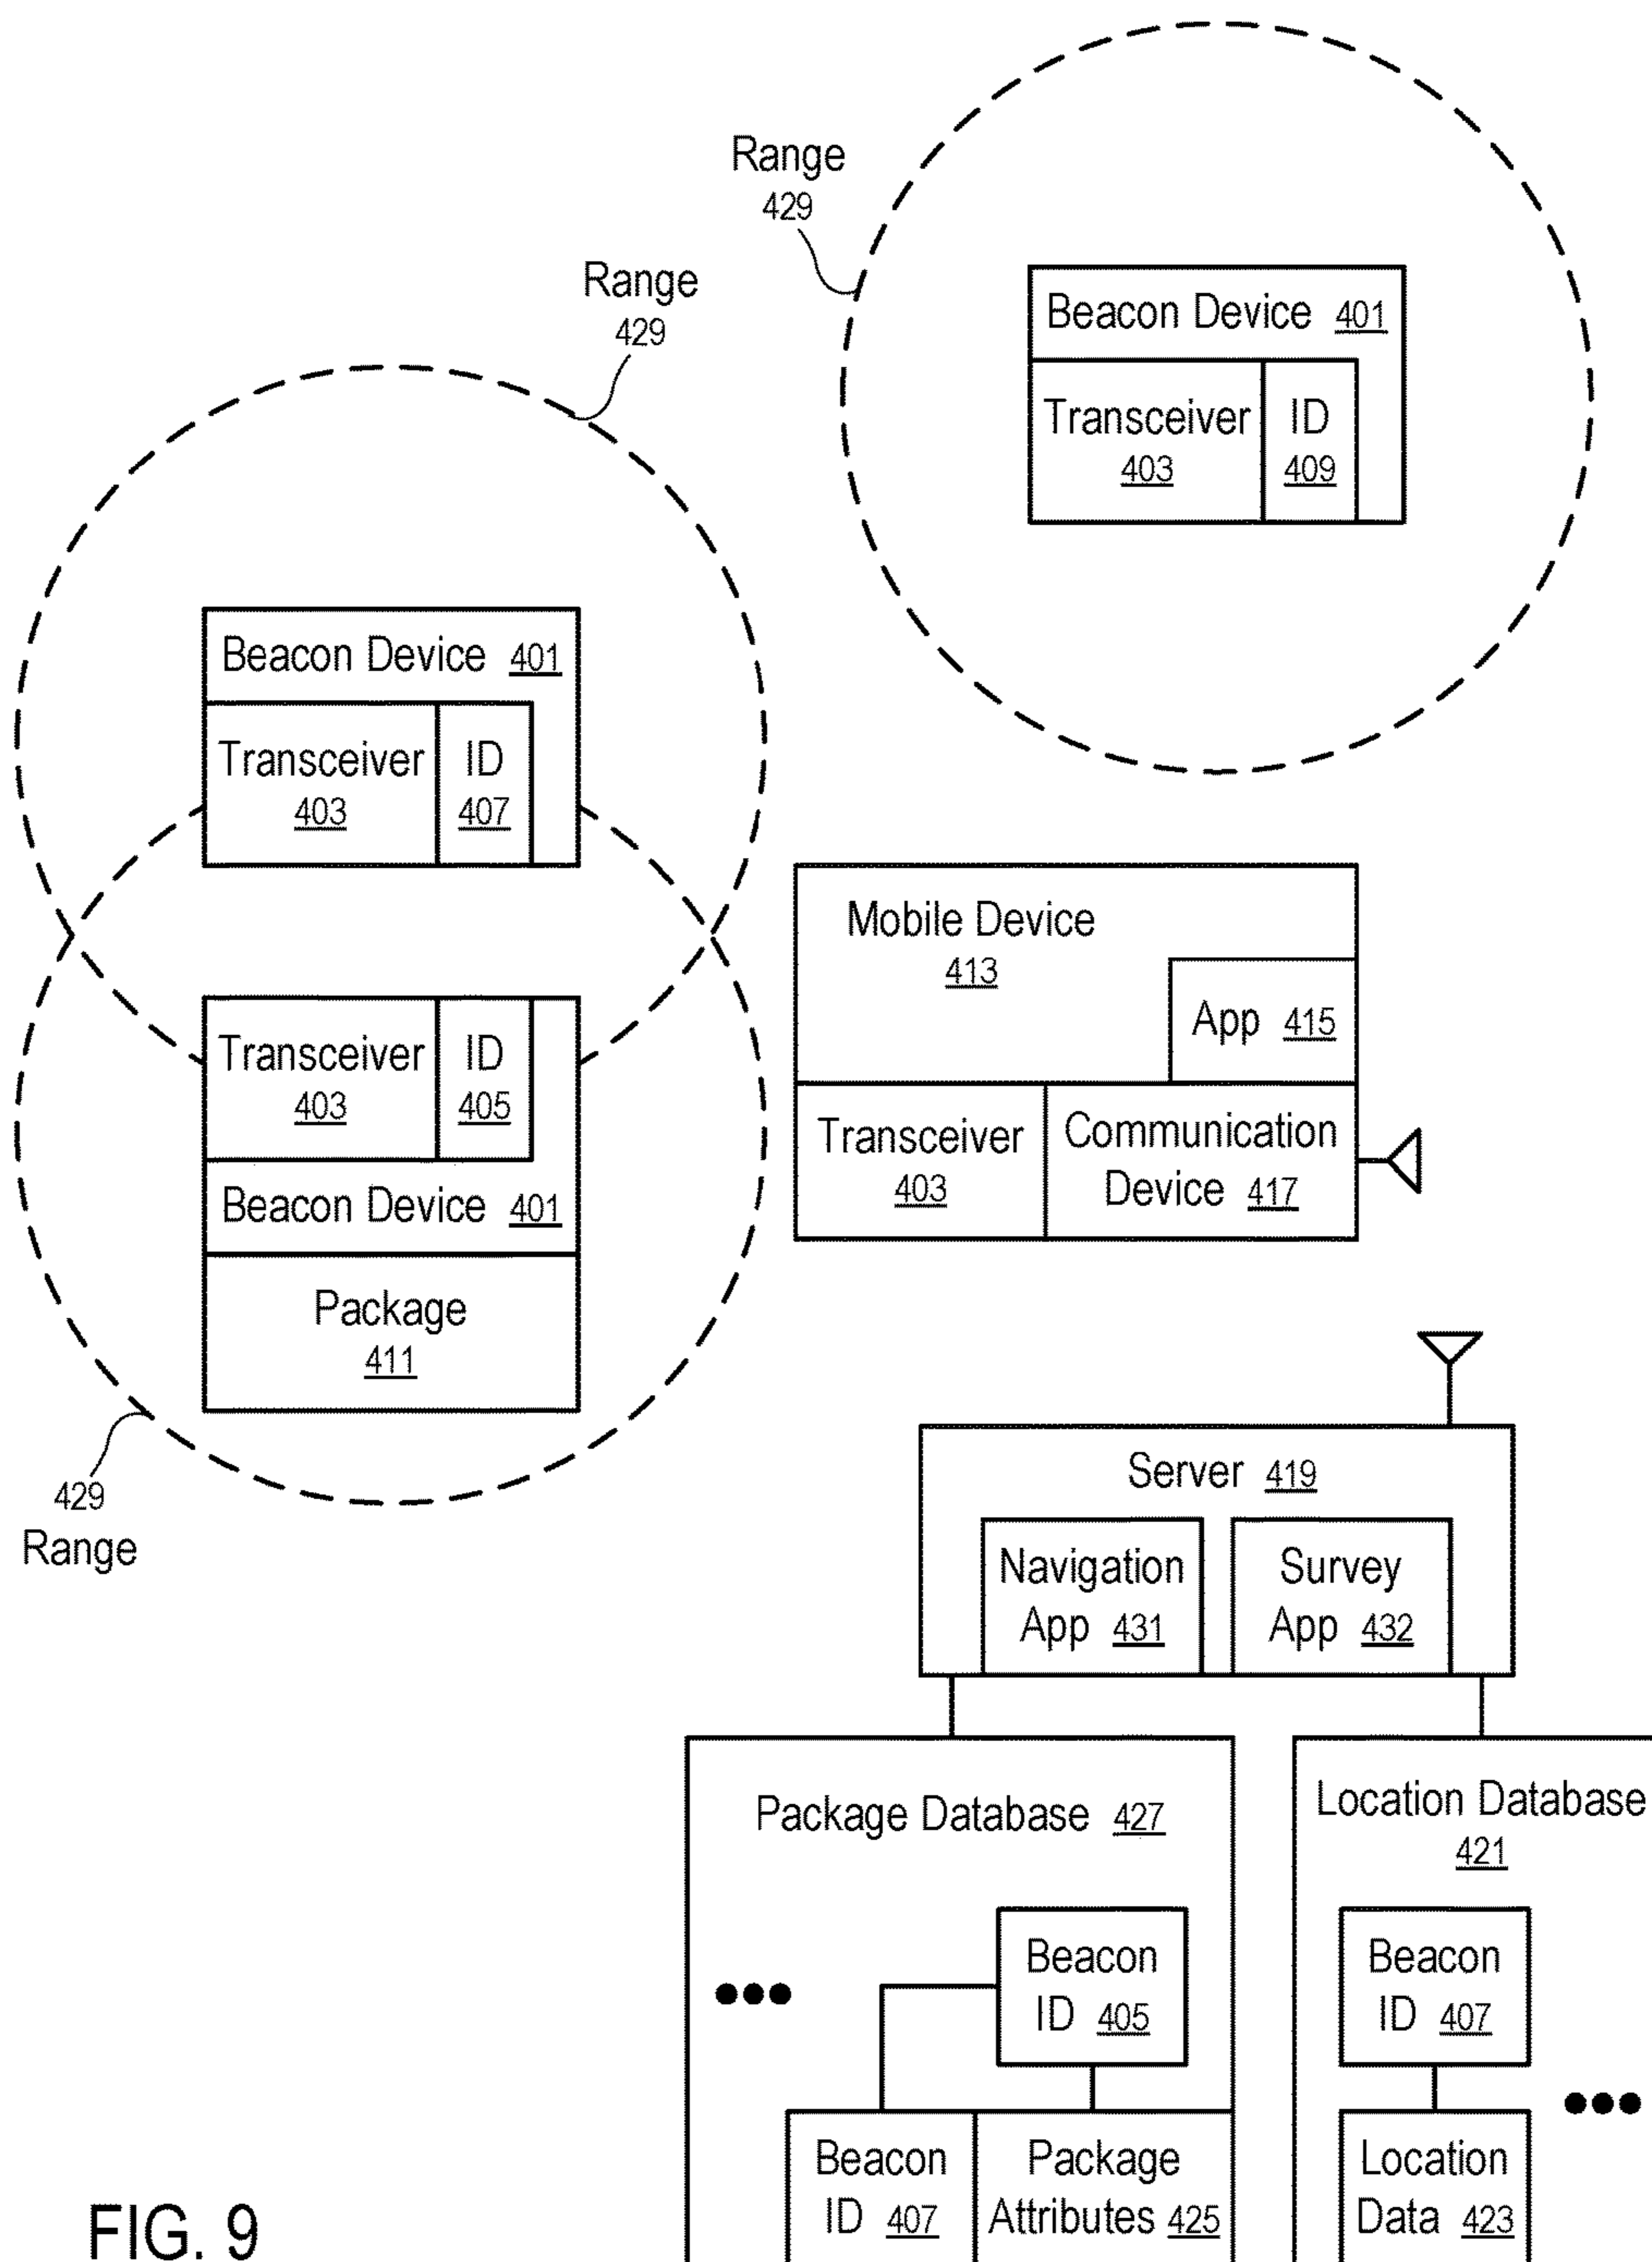 Range
429
Beacon Device 401
Transceiver
403
ID
409
Range
429
Beacon Device 401
Transceiver
403
ID
407
Transceiver
403
ID
405
Beacon Device 401
Package
411
429
Range
Mobile Device
413
App 415
Transceiver
403
Communication
Device 417
Server 419
Navigation
App 431
Survey
App 432
Package Database 427
Beacon
ID 405
Beacon
ID 407
Package
Attributes 425
Location Database
421
Beacon
ID 407
Location
Data 423
FIG. 9